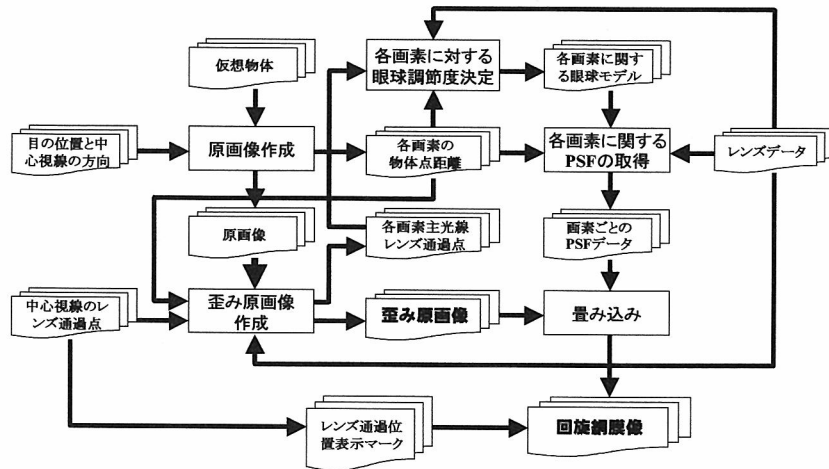 仮想物体
各画素に対する
眼球調節度決定
各画素に関す
る眼球モデル
目の位置と中
心視線の方向
原画像作成
各画素の
物体点距離
各画素に関する
PSFの取得
レンズデータ
原画像
各画素主光線
レンズ通過点
画素ごとの
PSFデータ
中心視線のレ
ンズ通過点
歪み原画像
作成
歪み原画像
畳み込み
レンズ通過位
置表示マーク
回旋網膜像